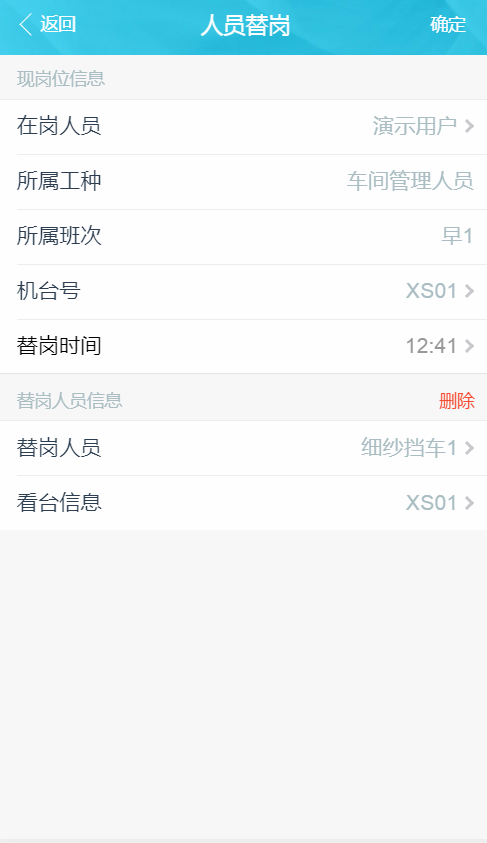 返回 人员替岗 确定
现岗位信息
在岗人员 演示用户
所属工种 车间管理人员
所属班次 早1
机台号 XS01
替岗时间 12:41
替岗人员信息 删除
替岗人员 细纱挡车1
看台信息 XS01